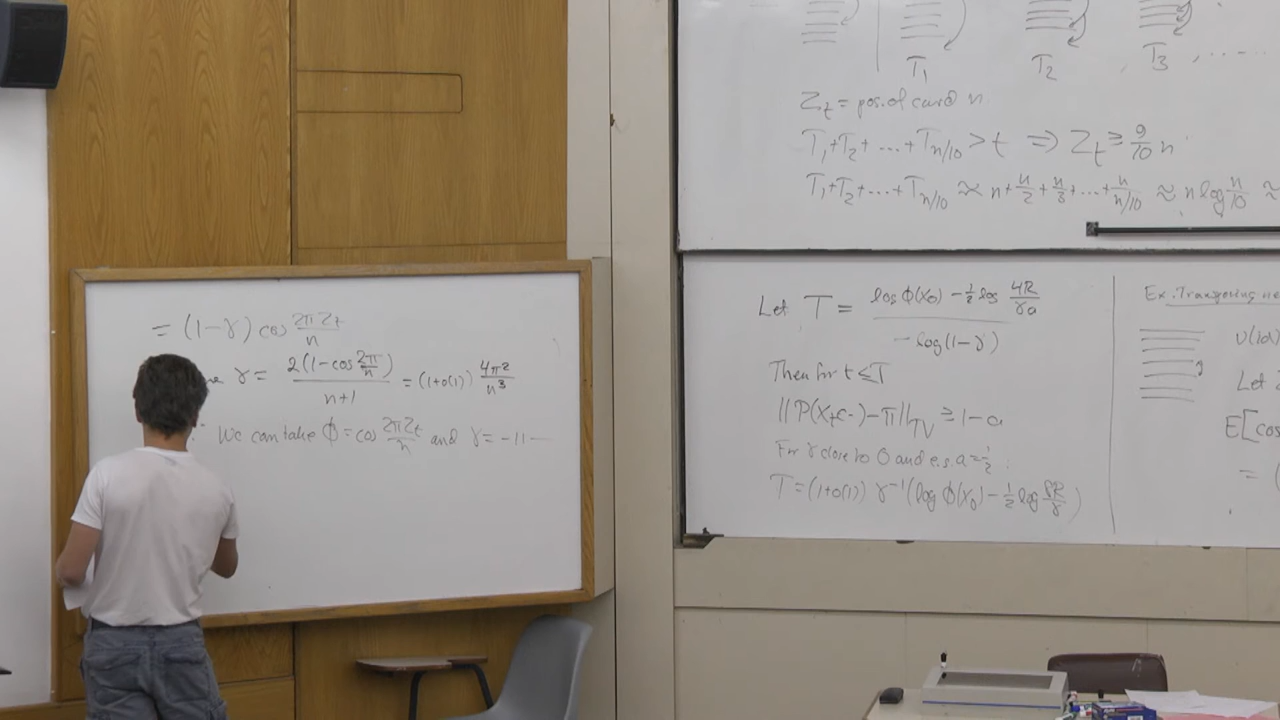 = (1-γ) cos 2πZ_t/n
γ = 2(1-cos 2π/n)/(n+1) = (1+o(1)) 4π²/n³
We can take ϕ = cos 2πZ_t/n and γ = -11-
T₁ T₂ , T₃ , .....
Z_t = pos. of card n
T₁+T₂+...+T_{n/10} > t ⇒ Z_t ≥ 9/10 n
T₁+T₂+...+T_{n/10} ≈ n+n/2+n/3+...+n/(n/10) ≈ n log n/10 ≈
Let T = (log ϕ(X₀) - ½ log 4R/γa)/(-log(1-γ))
Then for t ≤ T
||P(X_t ∈ ·) - π||_TV ≥ 1-a
For γ close to 0 and e.g. a=½ :
T = (1+o(1)) γ⁻¹(log ϕ(X₀) - ½ log 8R/γ)
Ex. Transposing ne
Let
E[cos
= (